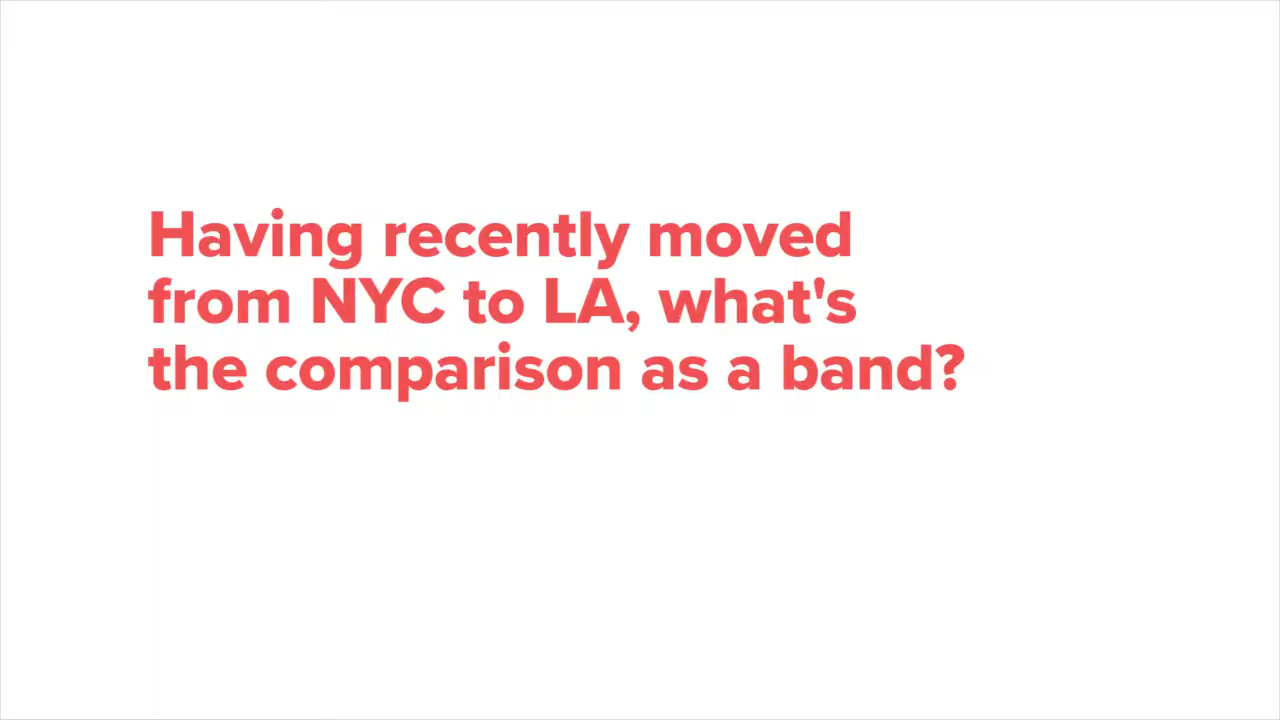 Having recently moved
from NYC to LA, what's
the comparison as a band?